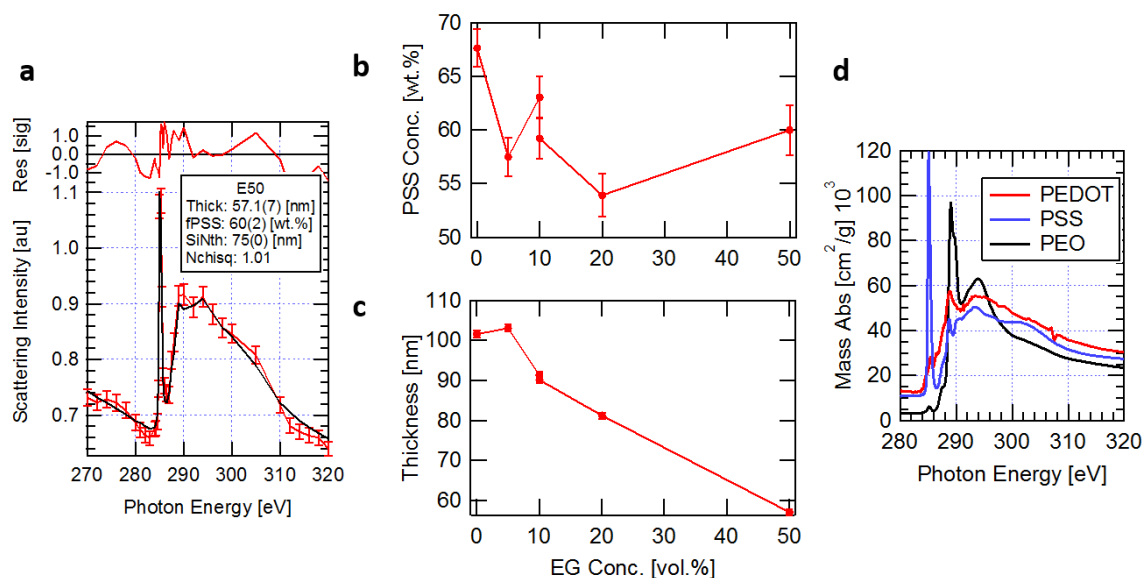 a
Res [sig]
1.0
0.0
-1.0
Scattering Intensity [au]
1.1
1.0
0.9
0.8
0.7
E50
Thick: 57.1(7) [nm]
fPSS: 60(2) [wt.%]
SiNth: 75(0) [nm]
Nchisq: 1.01
270 280 290 300 310 320
Photon Energy [eV]
b
PSS Conc. [wt.%]
70
65
60
55
50
c
Thickness [nm]
110
100
90
80
70
60
0 10 20 30 40 50
EG Conc. [vol.%]
d
Mass Abs [cm²/g] 10³
120
100
80
60
40
20
0
PEDOT
PSS
PEO
280 290 300 310 320
Photon Energy [eV]